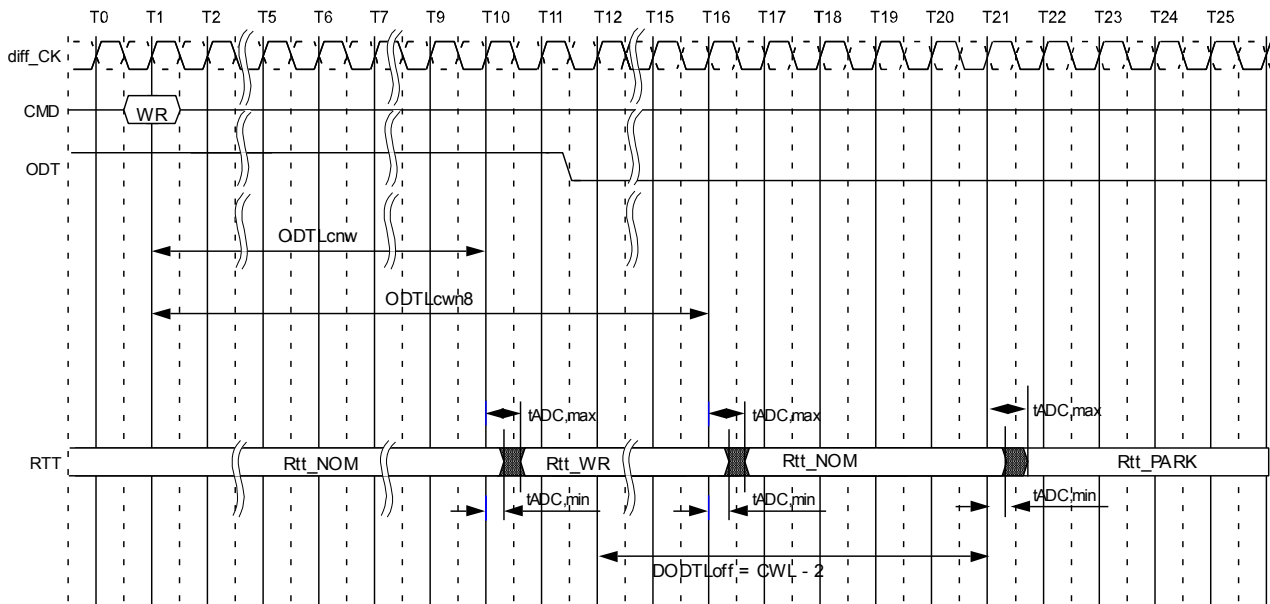 T0 T1 T2 T5 T6 T7 T9 T10 T11 T12 T15 T16 T17 T18 T19 T20 T21 T22 T23 T24 T25
diff_CK
CMD WR
ODT
ODTLcnw
ODTLcwn8
tADC,max tADC,max tADC,max
RTT Rtt_NOM Rtt_WR Rtt_NOM Rtt_PARK
tADC,min tADC,min tADC,min
DODTLoff = CWL - 2